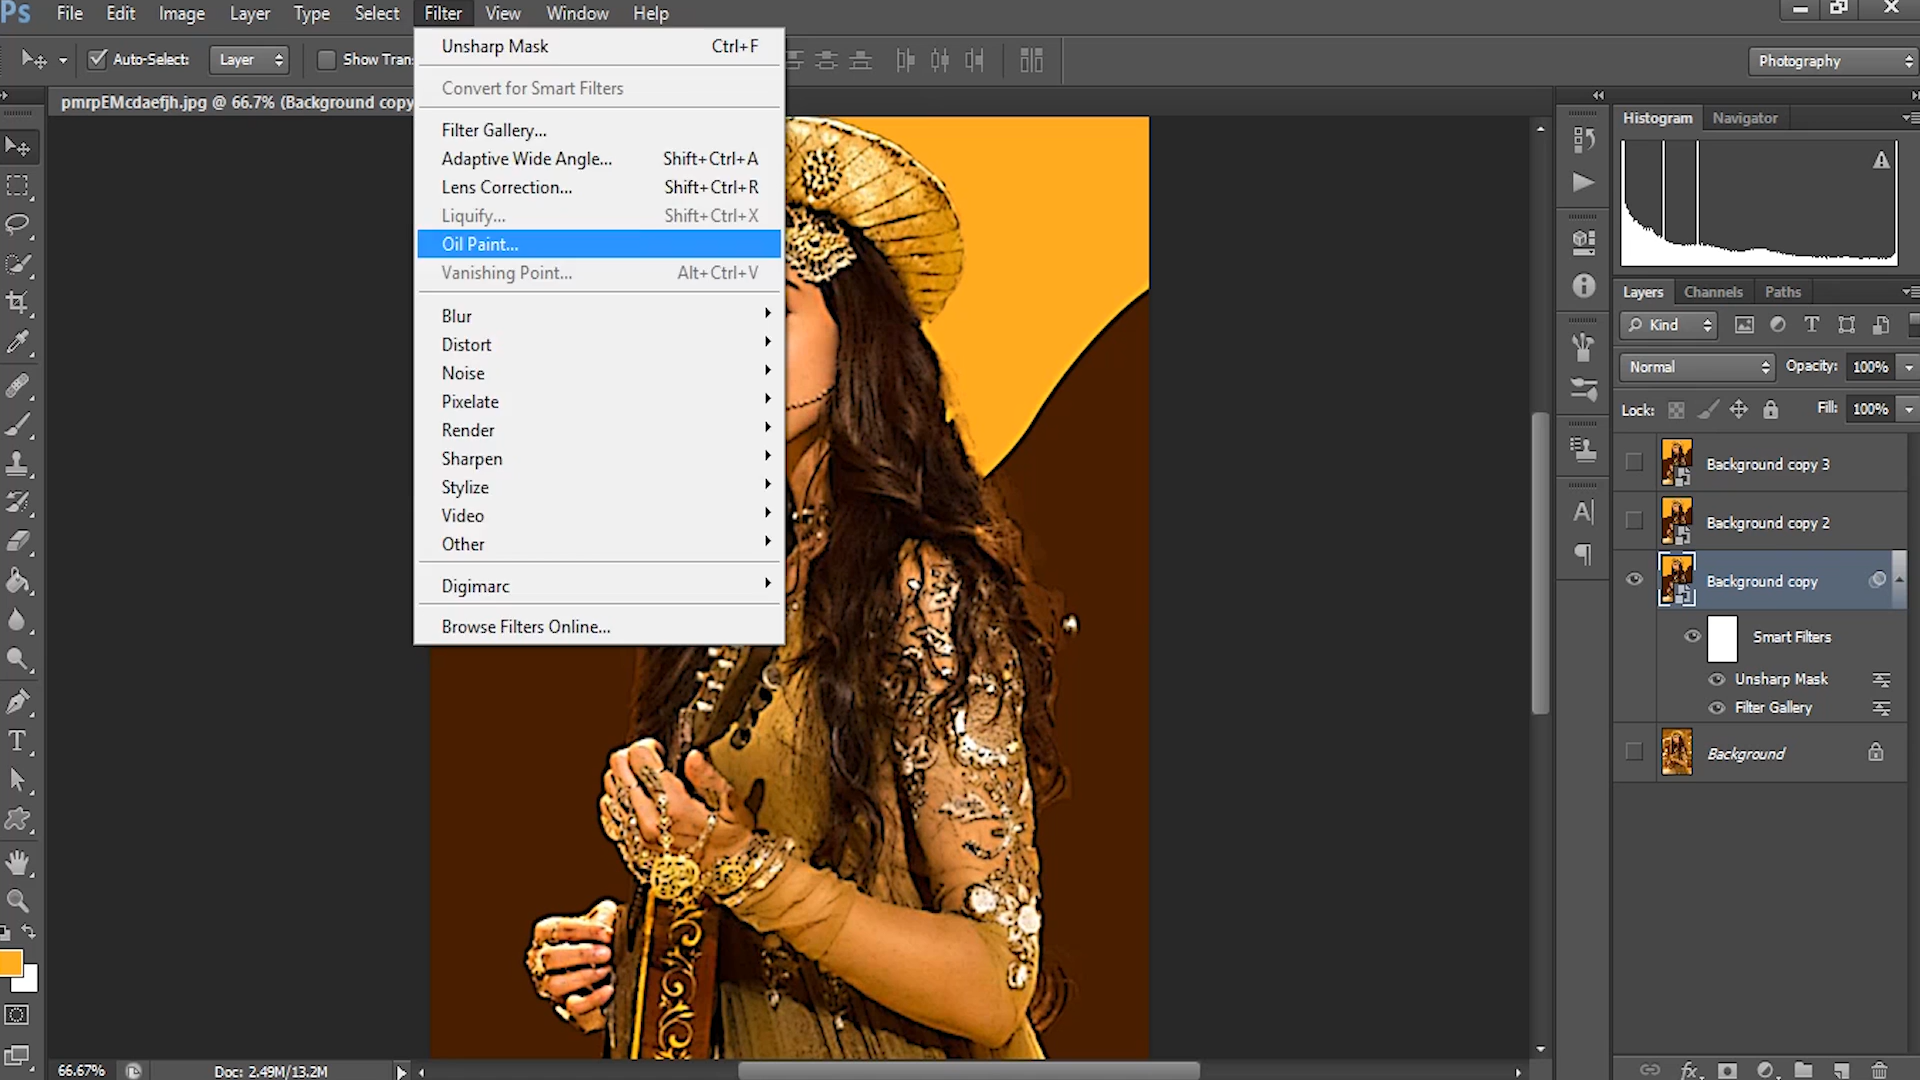 Ps File Edit Image Layer Type Select Filter View Window Help
Auto-Select: Layer Show Tran
Photography
pmrpEMcdaefjh.jpg @ 66.7% (Background copy
Unsharp Mask Ctrl+F
Convert for Smart Filters
Filter Gallery...
Adaptive Wide Angle... Shift+Ctrl+A
Lens Correction... Shift+Ctrl+R
Liquify... Shift+Ctrl+X
Oil Paint...
Vanishing Point... Alt+Ctrl+V
Blur
Distort
Noise
Pixelate
Render
Sharpen
Stylize
Video
Other
Digimarc
Browse Filters Online...
Histogram Navigator
Layers Channels Paths
Kind
Normal Opacity: 100%
Lock: Fill: 100%
Background copy 3
Background copy 2
Background copy
Smart Filters
Unsharp Mask
Filter Gallery
Background
66.67% Doc: 2.49M/13.2M